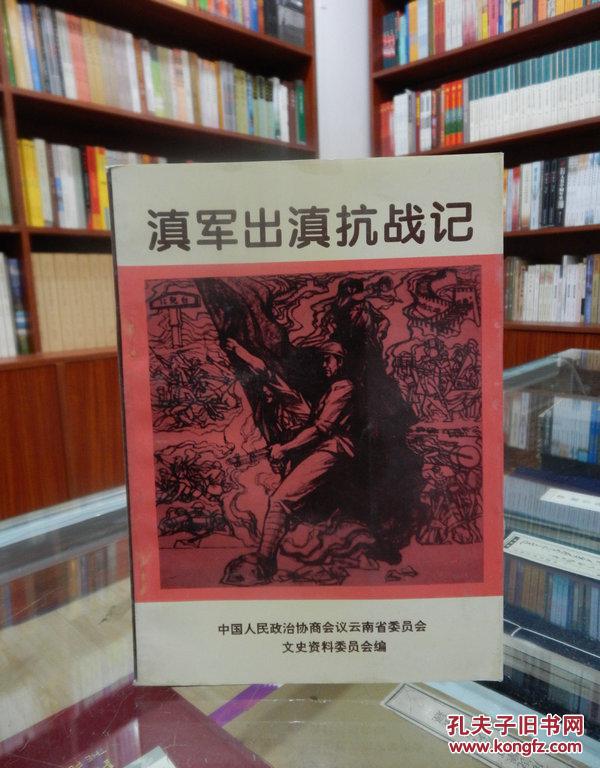 滇军出滇抗战记
中国人民政治协商会议云南省委员会
文史资料委员会编
孔夫子旧书网
www.kongfz.com